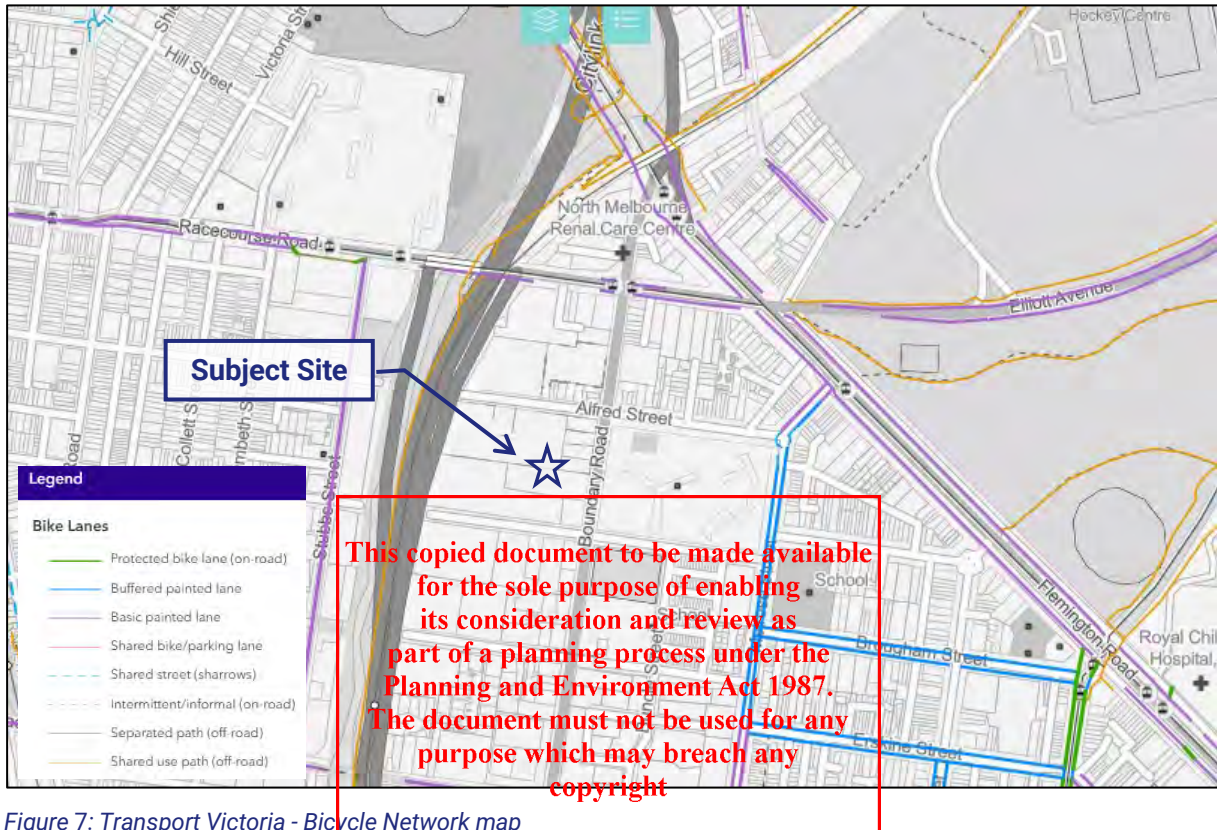 Hockey Centre
CityLink
Hill Street
Victoria Street
North Melbourne
Renal Care Centre
Racecourse Road
Elliott Avenue
Subject Site
Alfred Street
Boundary Road
Collett
Stubbs Street
Road
Flemington Road
School
School
Brougham Street
Erskine Street
Royal Chil
Hospital,
Legend
Bike Lanes
Protected bike lane (on-road)
Buffered painted lane
Basic painted lane
Shared bike/parking lane
Shared street (sharrows)
Intermittent/informal (on-road)
Separated path (off road)
Shared use path (off-road)
This copied document to be made available
for the sole purpose of enabling
its consideration and review as
part of a planning process under the
Planning and Environment Act 1987.
The document must not be used for any
purpose which may breach any
copyright
Figure 7: Transport Victoria - Bicycle Network map